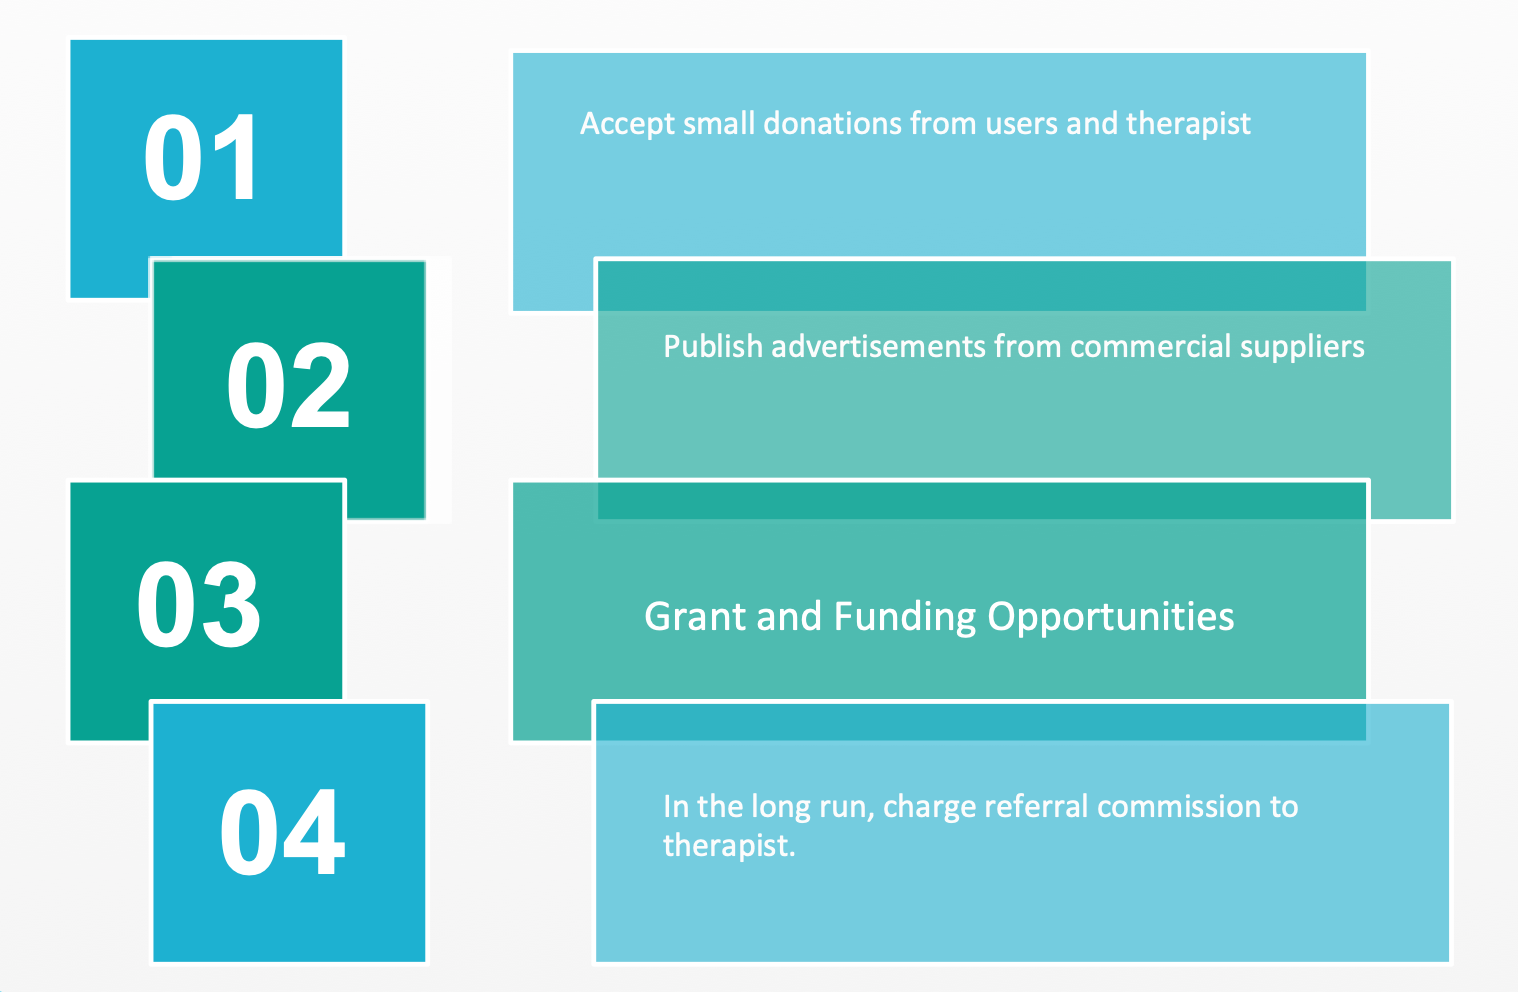 01
Accept small donations from users and therapist
02
Publish advertisements from commercial suppliers
03
Grant and Funding Opportunities
04
In the long run, charge referral commission to
therapist.